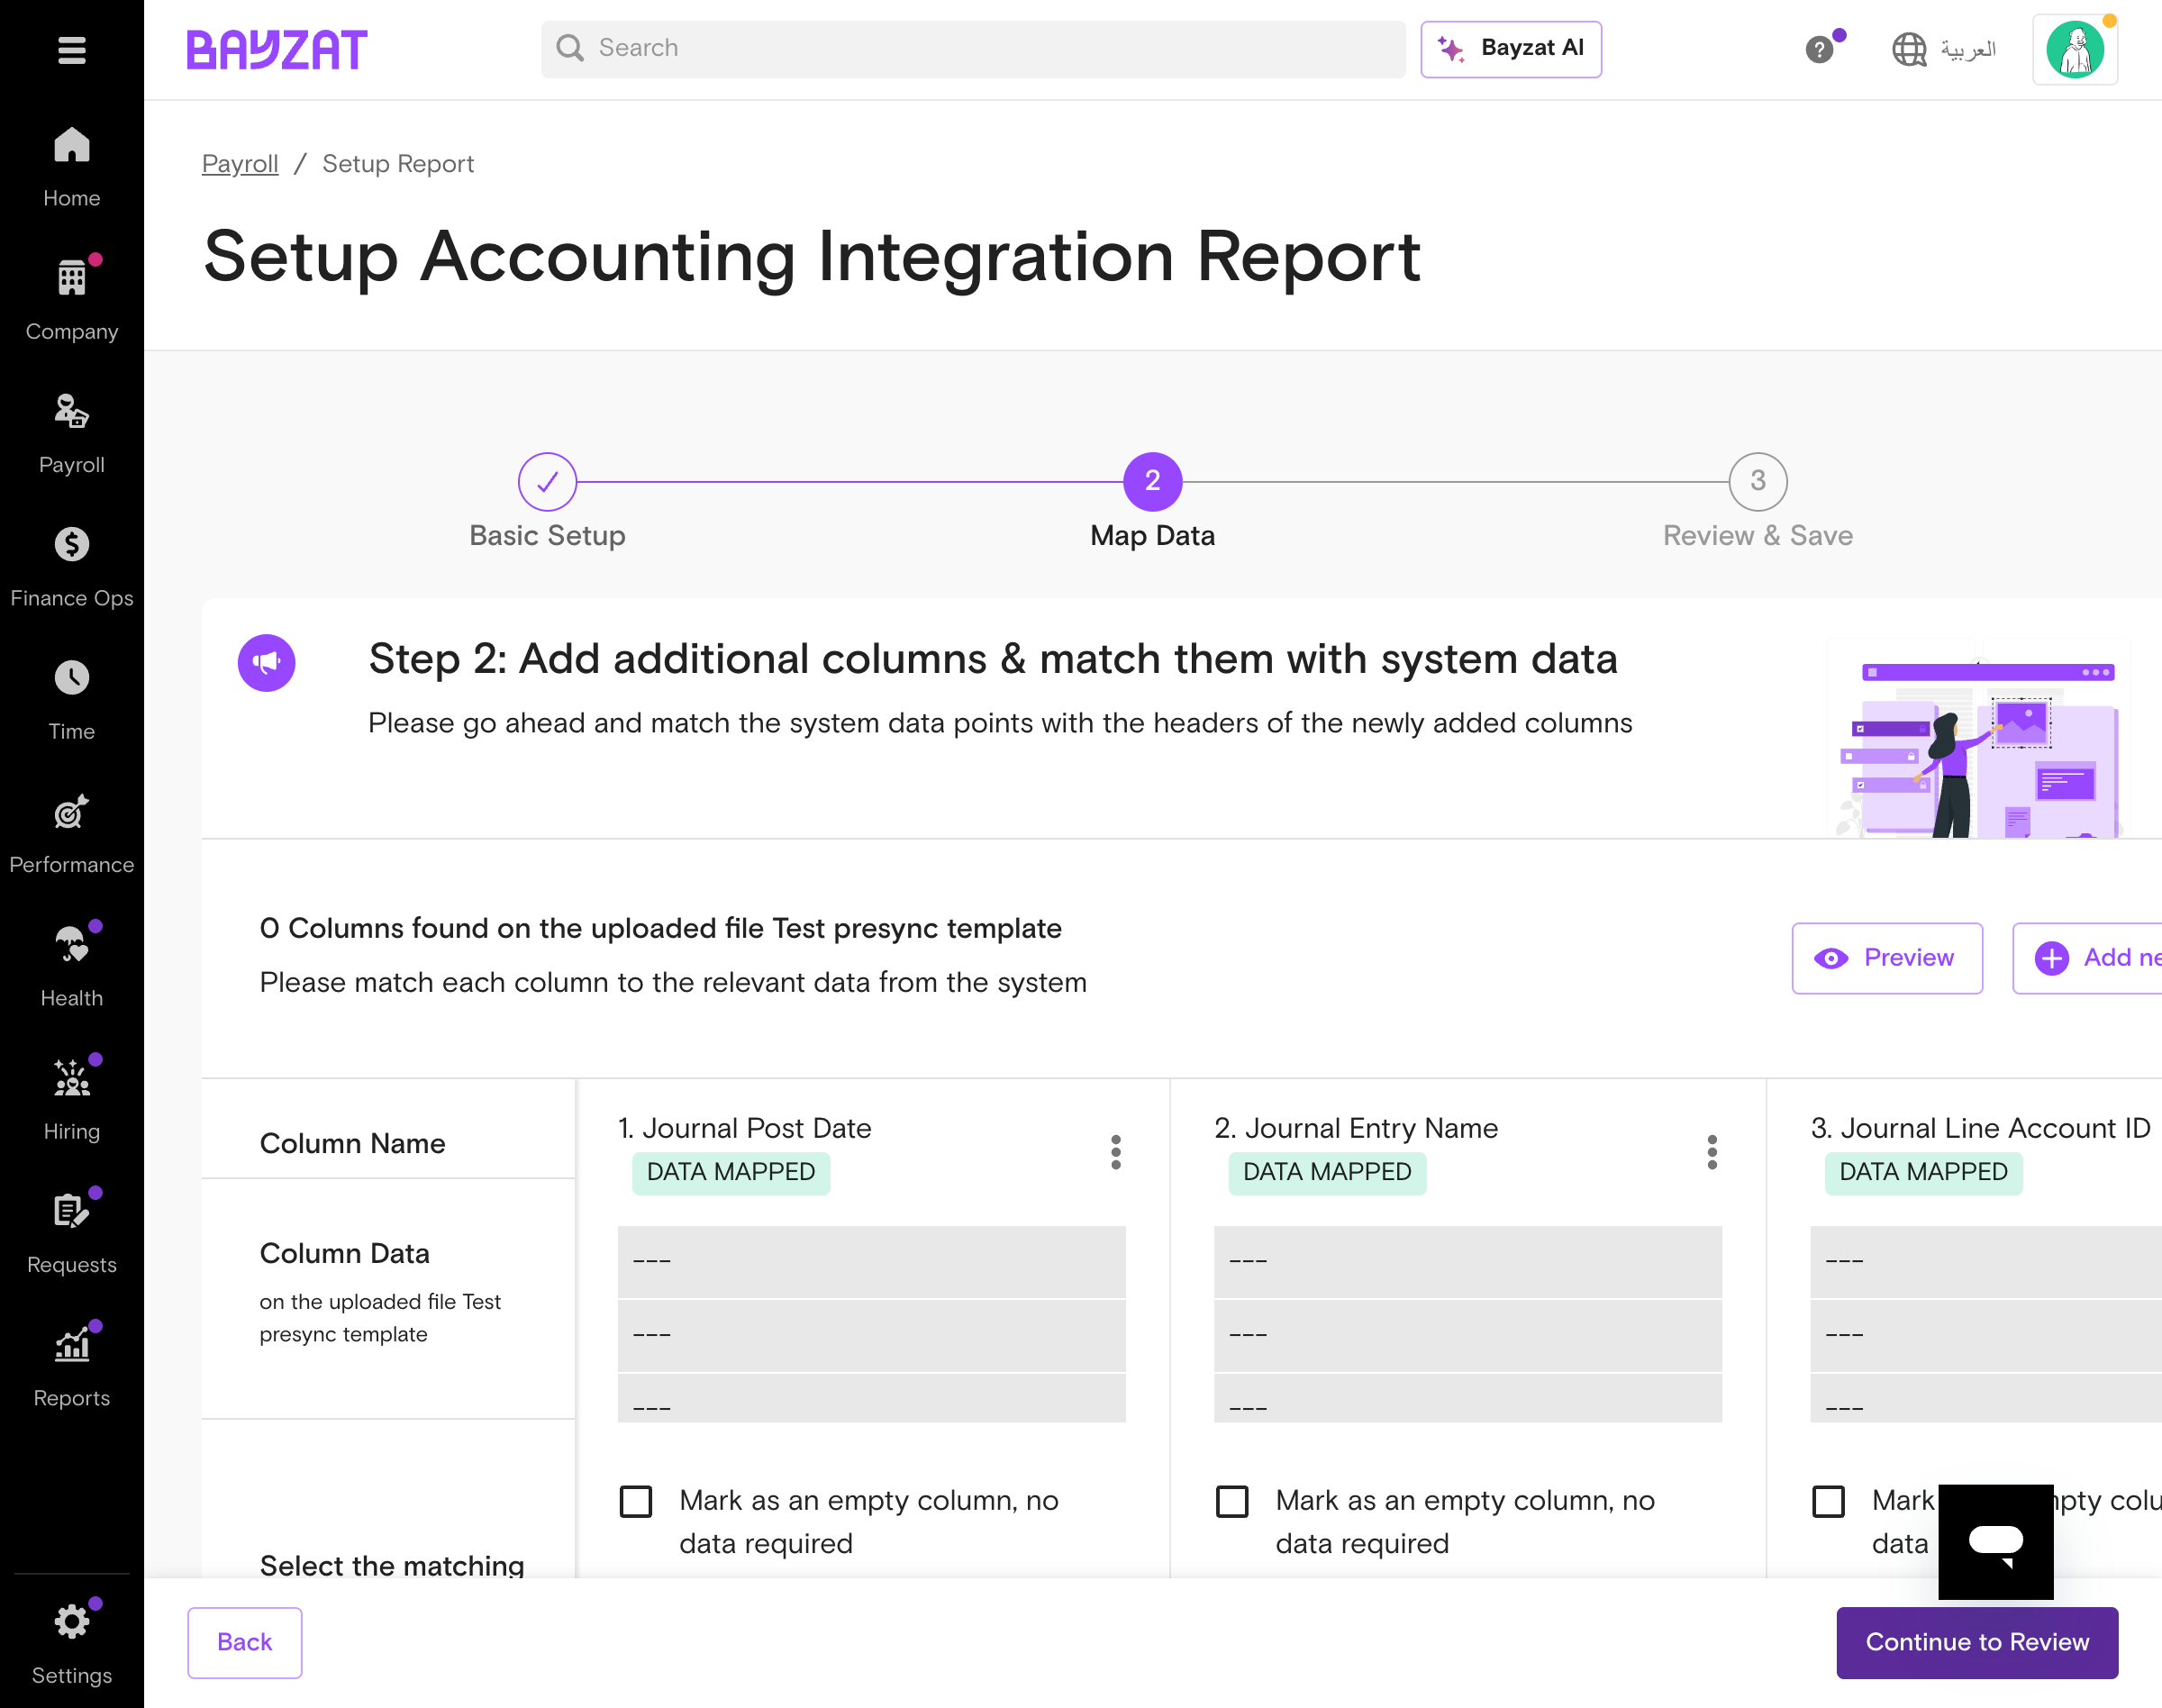 BAYZAT
Search
Bayzat AI
?
العربية
Home
Company
Payroll
Finance Ops
Time
Performance
Health
Hiring
Requests
Reports
Settings
Payroll / Setup Report
Setup Accounting Integration Report
2
3
Basic Setup
Map Data
Review & Save
Step 2: Add additional columns & match them with system data
Please go ahead and match the system data points with the headers of the newly added columns
0 Columns found on the uploaded file Test presync template
Please match each column to the relevant data from the system
Preview
Add ne
Column Name
1. Journal Post Date
DATA MAPPED
2. Journal Entry Name
DATA MAPPED
3. Journal Line Account ID
DATA MAPPED
Column Data
on the uploaded file Test
presync template
---
---
---
---
---
---
---
---
---
Mark as an empty column, no
data required
Mark as an empty column, no
data required
Mark
data
Select the matching
Back
Continue to Review